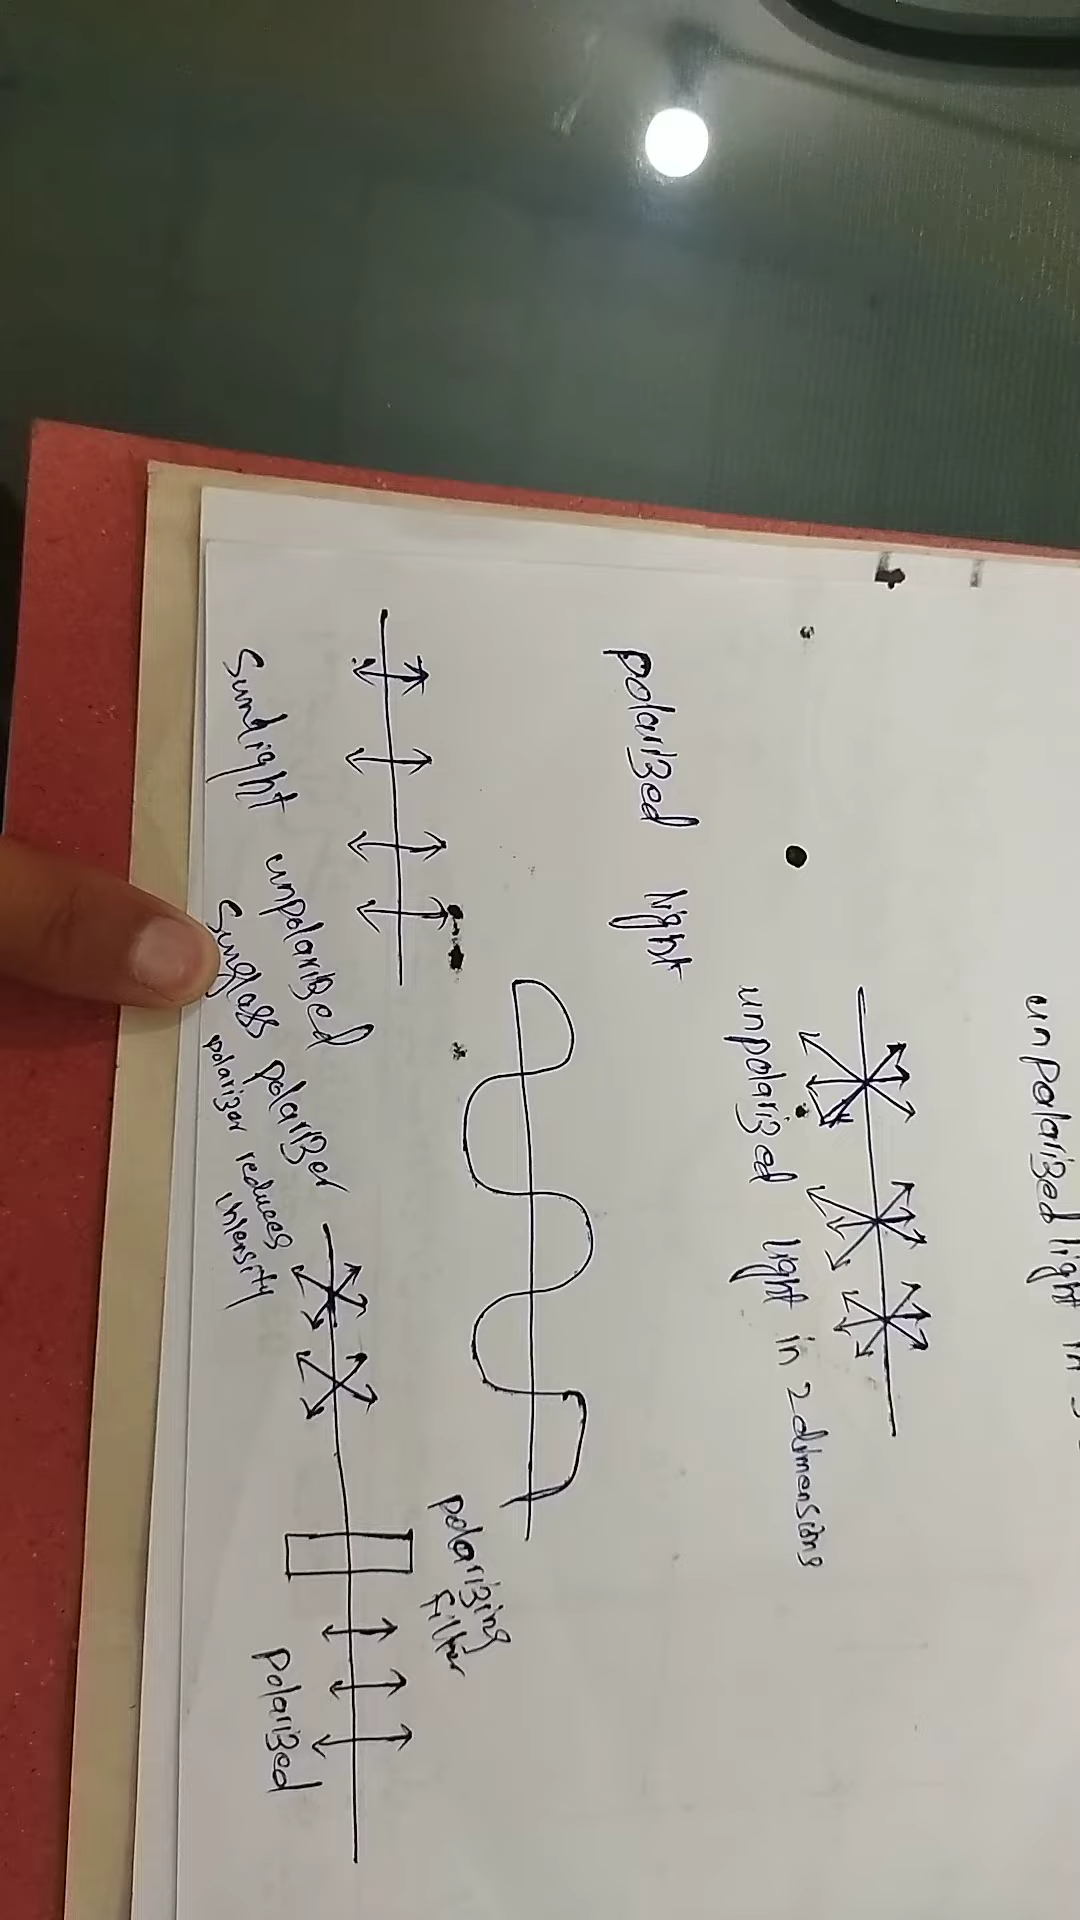 unpolarized light in
unpolarized light in 2 dimensions
polarized light
polarizing
filter
Sunlight unpolarized
Sunglass polarizer
polarizer reduces
intensity
polarized